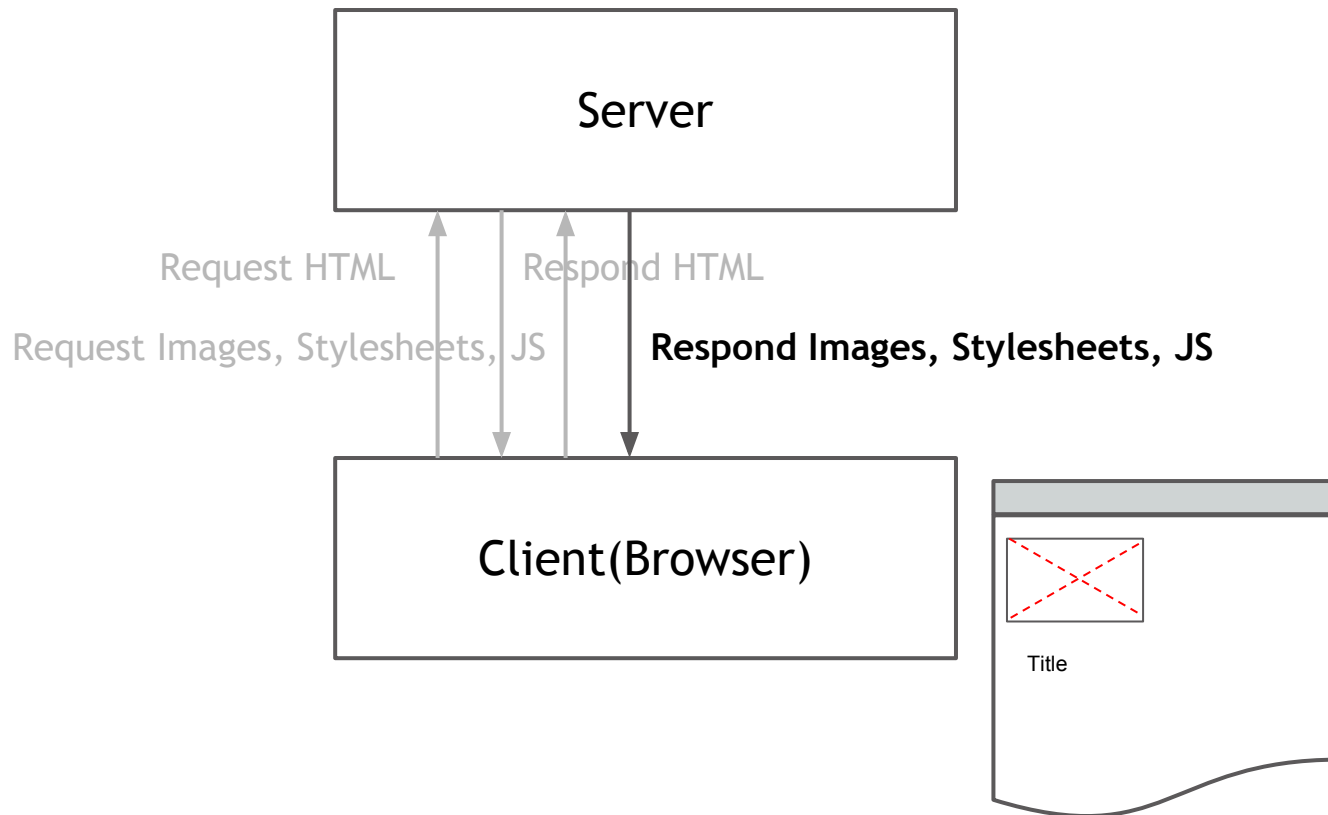 Server
Request HTML
Respond HTML
Request Images, Stylesheets, JS
Respond Images, Stylesheets, JS
Client(Browser)
Title